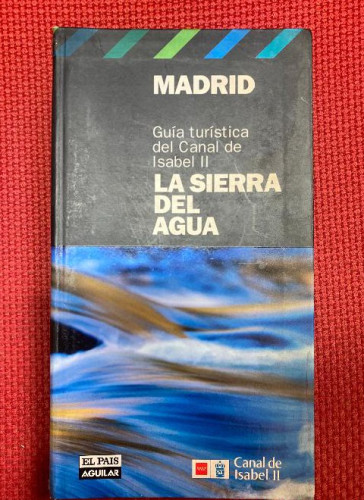 MADRID
Guía turística
del Canal de
Isabel II
LA SIERRA
DEL
AGUA
EL PAIS
AGUILAR
Canal de
Isabel II